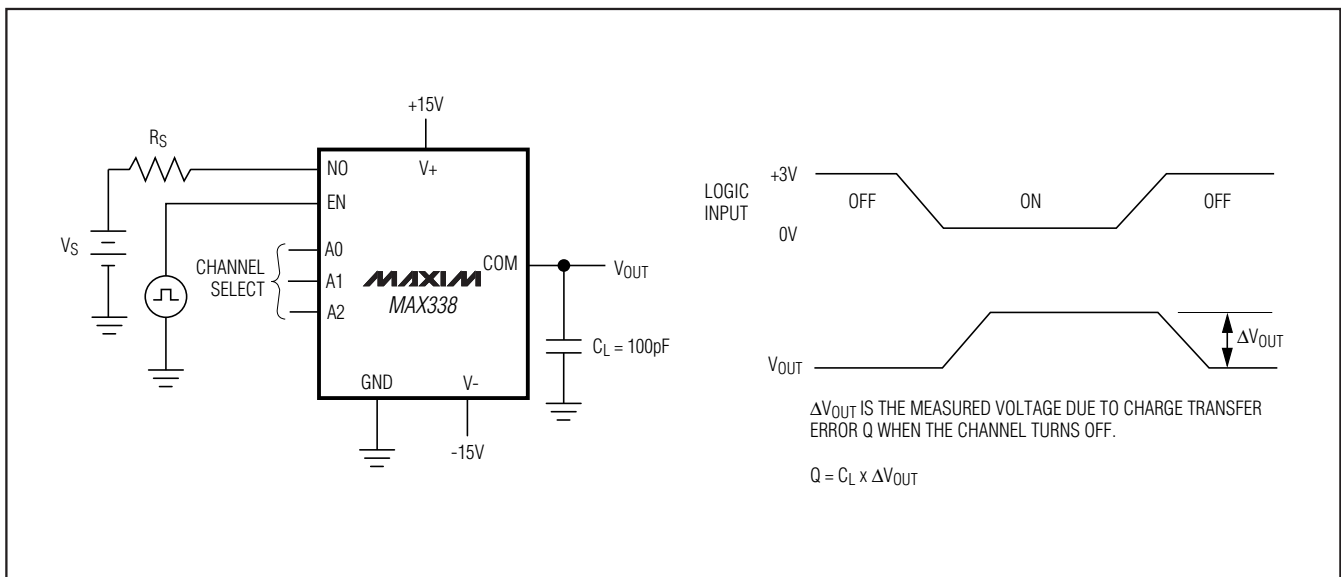 +15V
RS
NO
V+
EN
VS
A0
CHANNEL
SELECT
A1
A2
MAXIM
MAX338
COM
VOUT
CL = 100pF
GND
V-
-15V
LOGIC
INPUT
+3V
0V
OFF
ON
OFF
VOUT
ΔVOUT
ΔVOUT IS THE MEASURED VOLTAGE DUE TO CHARGE TRANSFER
ERROR Q WHEN THE CHANNEL TURNS OFF.
Q = CL x ΔVOUT